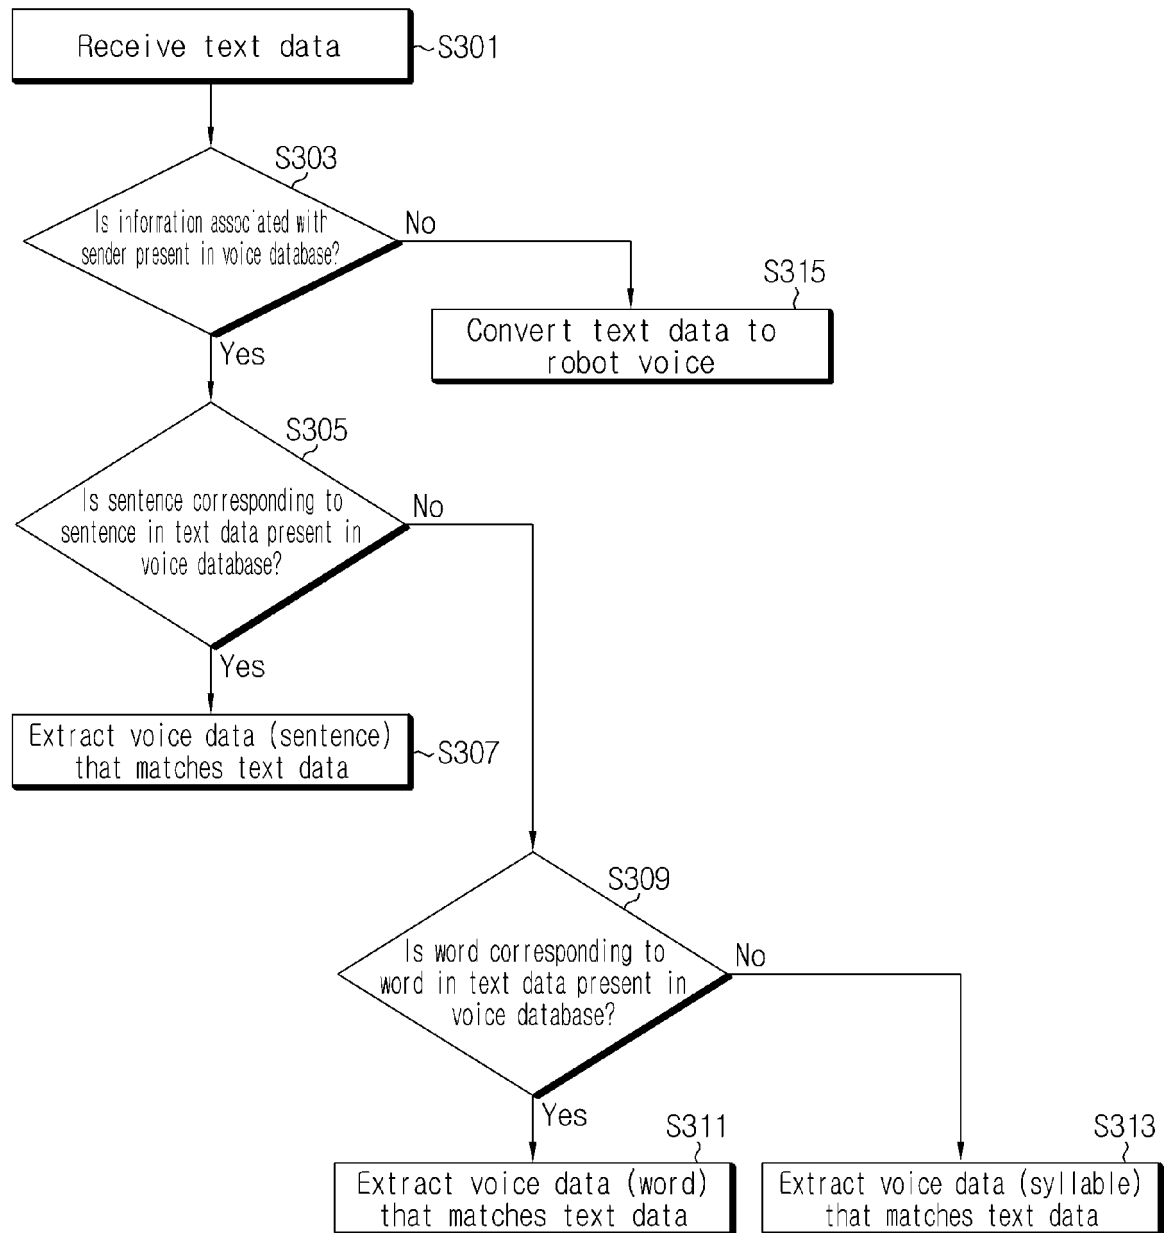 Receive text data
S301
S303
Is information associated with
sender present in voice database?
No
Yes
S315
Convert text data to
robot voice
S305
Is sentence corresponding to
sentence in text data present in
voice database?
No
Yes
Extract voice data (sentence)
that matches text data
S307
S309
Is word corresponding to
word in text data present in
voice database?
No
Yes
S311
Extract voice data (word)
that matches text data
S313
Extract voice data (syllable)
that matches text data